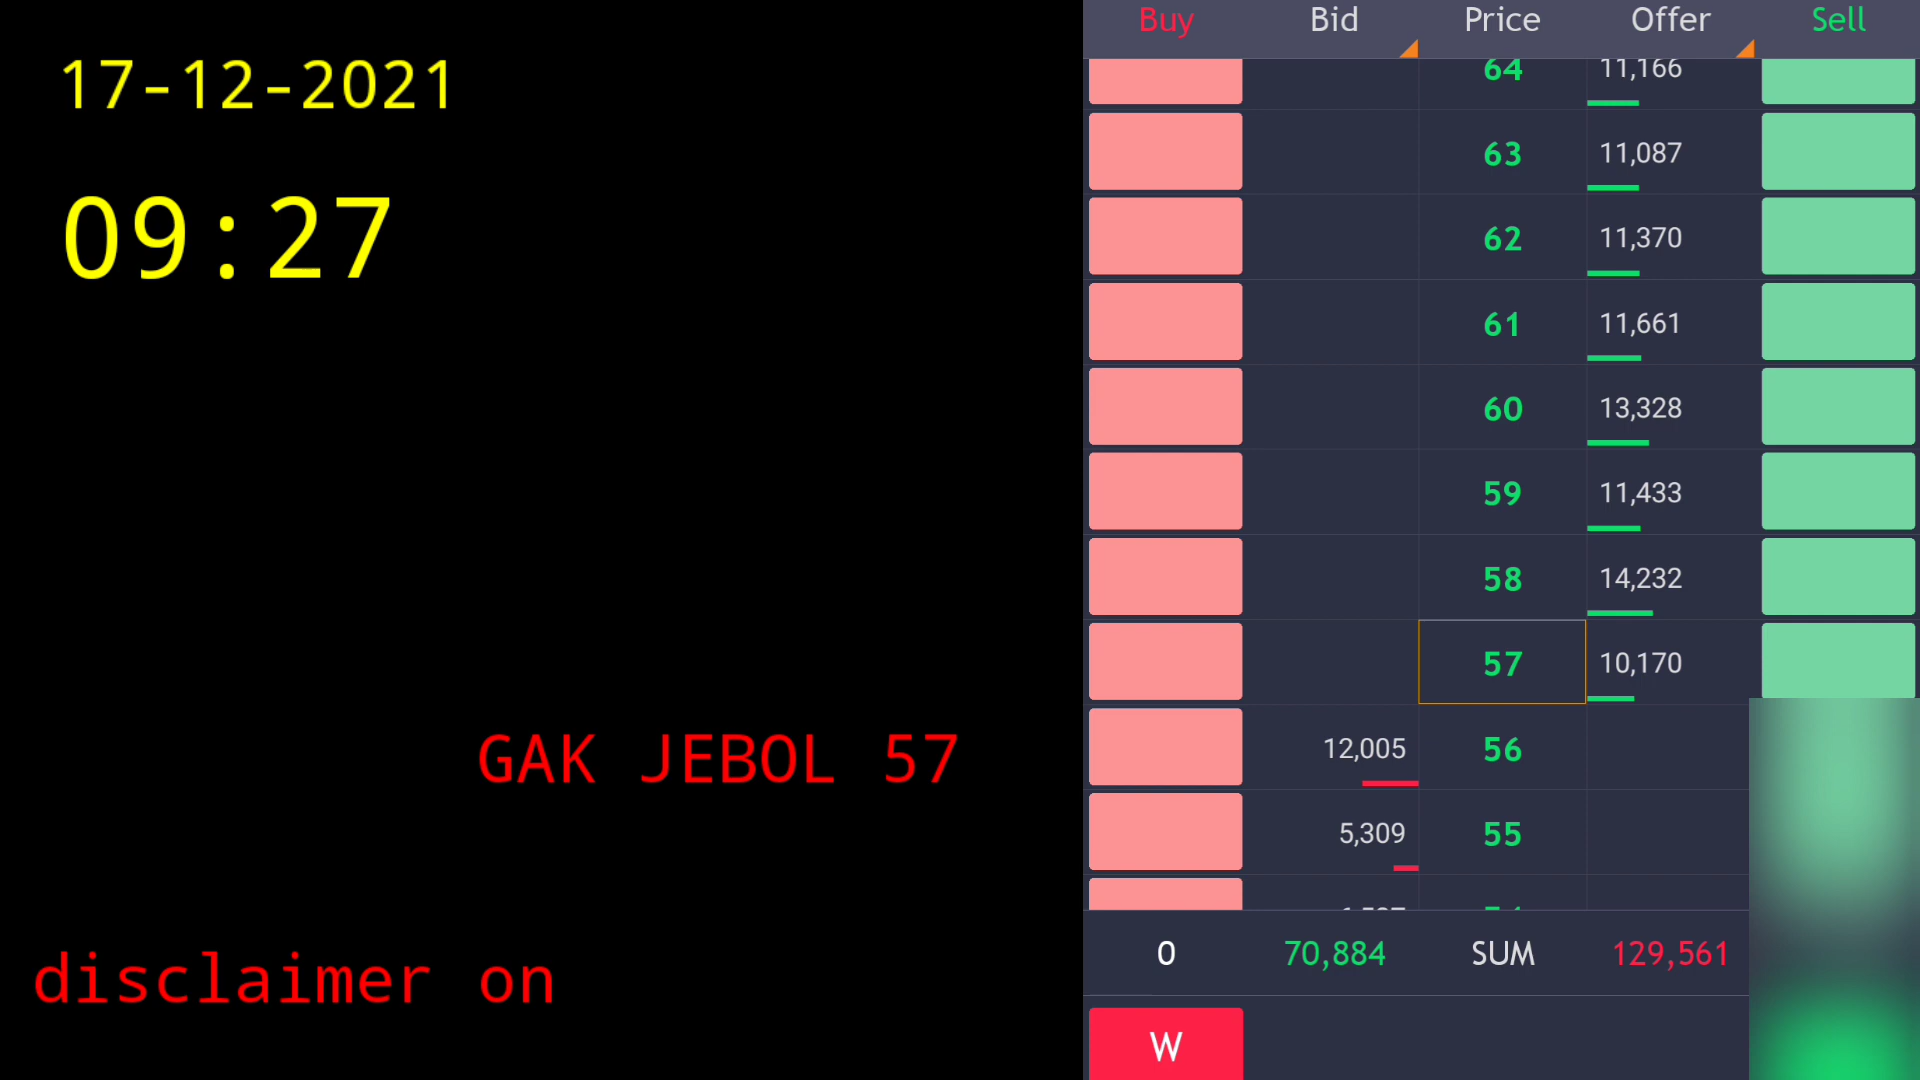 17-12-2021
09:27
GAK JEBOL 57
disclaimer on
Buy Bid Price Offer Sell
64 11,166
63 11,087
62 11,370
61 11,661
60 13,328
59 11,433
58 14,232
57 10,170
12,005 56
5,309 55
0 70,884 SUM 129,561
W